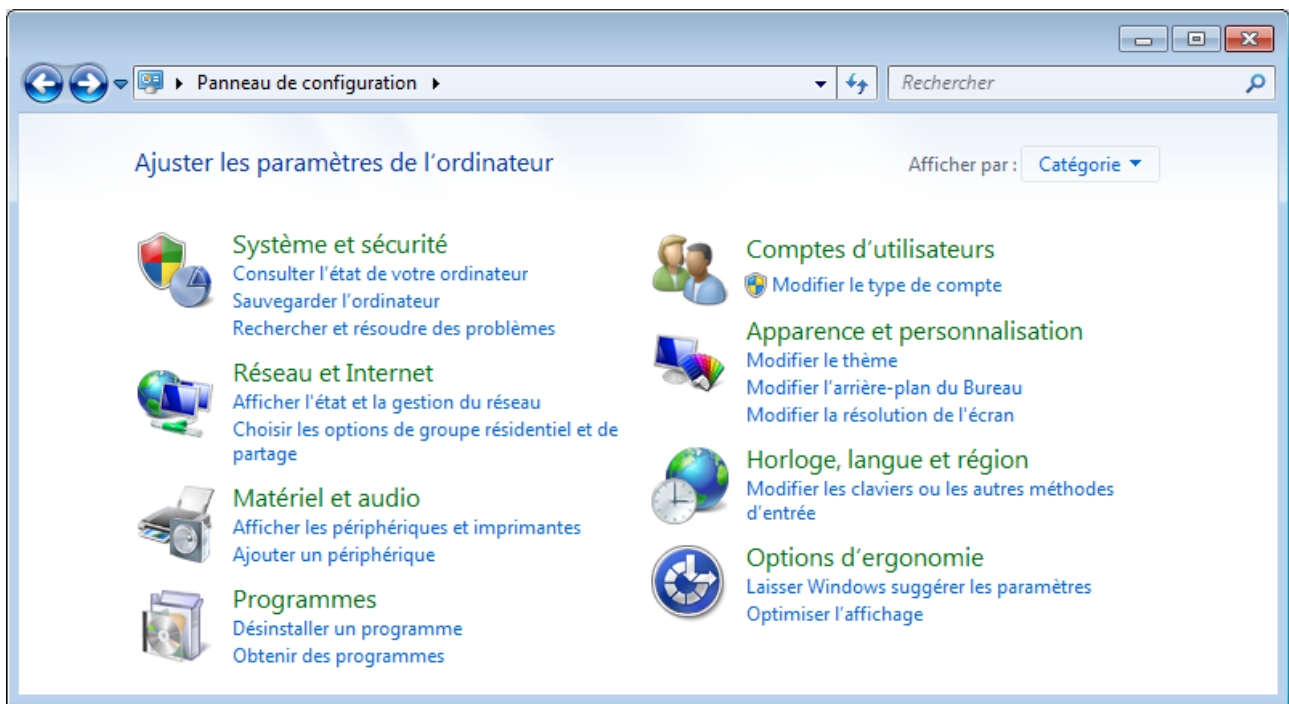 Panneau de configuration
Rechercher
Ajuster les paramètres de l'ordinateur
Afficher par :
Catégorie
Système et sécurité
Consulter l'état de votre ordinateur
Sauvegarder l'ordinateur
Rechercher et résoudre des problèmes
Réseau et Internet
Afficher l'état et la gestion du réseau
Choisir les options de groupe résidentiel et de
partage
Matériel et audio
Afficher les périphériques et imprimantes
Ajouter un périphérique
Programmes
Désinstaller un programme
Obtenir des programmes
Comptes d'utilisateurs
Modifier le type de compte
Apparence et personnalisation
Modifier le thème
Modifier l'arrière-plan du Bureau
Modifier la résolution de l'écran
Horloge, langue et région
Modifier les claviers ou les autres méthodes
d'entrée
Options d'ergonomie
Laisser Windows suggérer les paramètres
Optimiser l'affichage